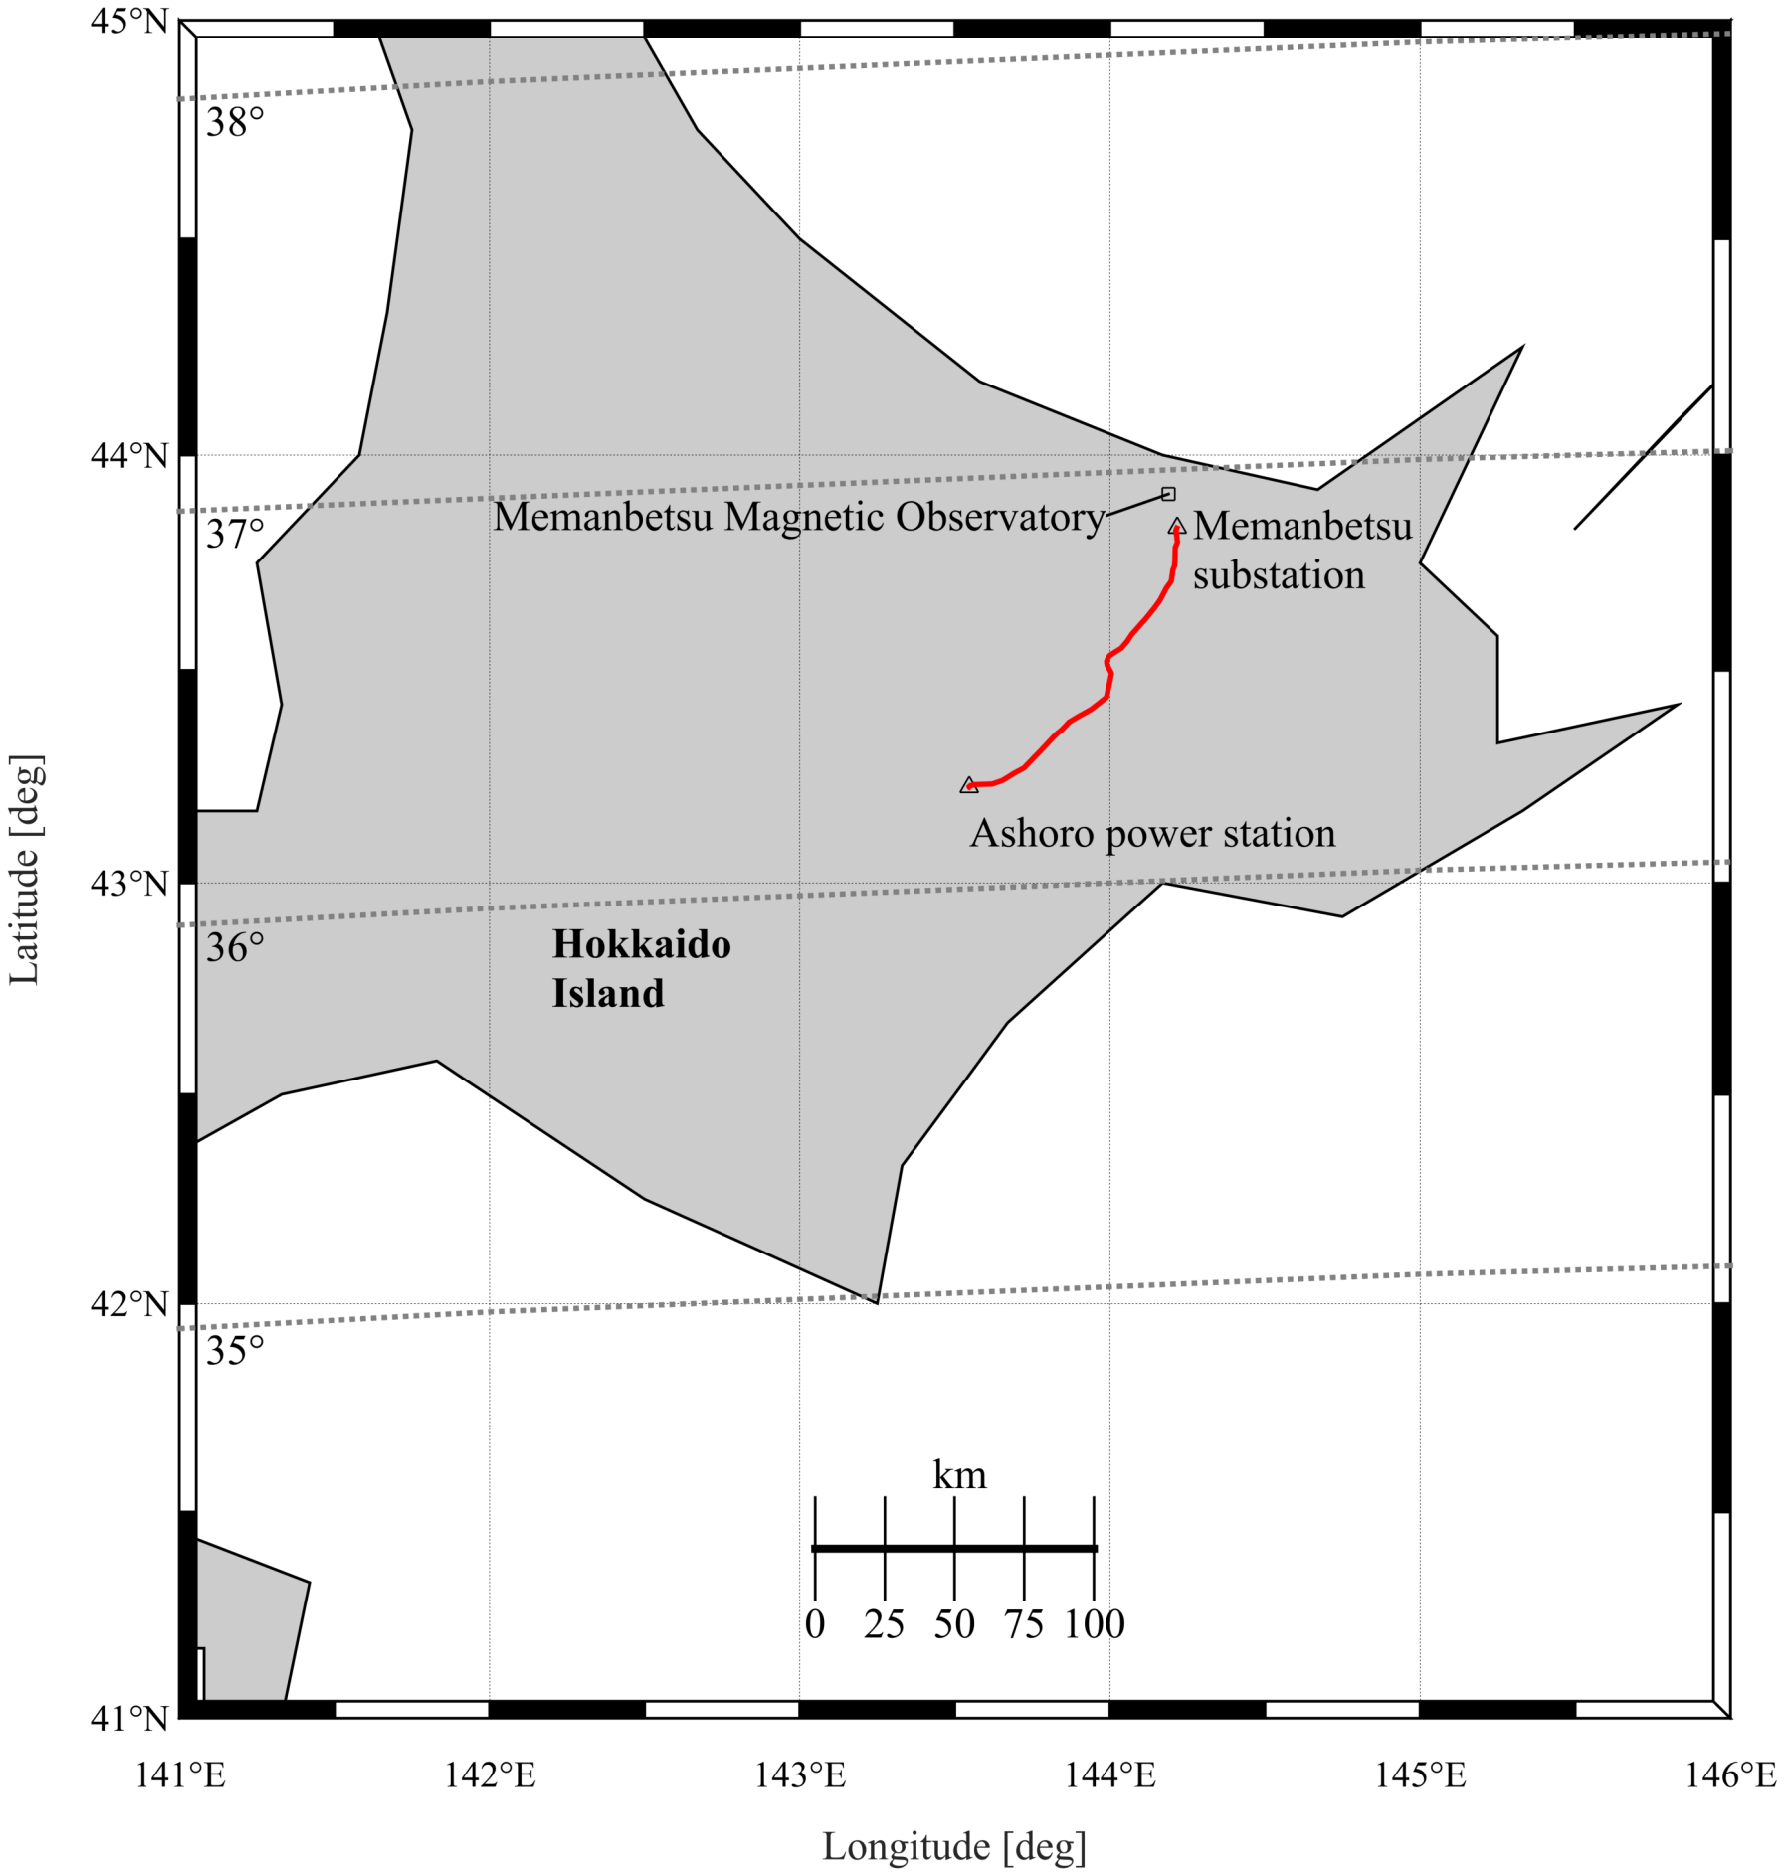 45°N
38°
44°N
37°
Memanbetsu Magnetic Observatory
Memanbetsu
substation
Ashoro power station
43°N
36°
Hokkaido
Island
42°N
35°
km
0 25 50 75 100
41°N
141°E 142°E 143°E 144°E 145°E 146°E
Longitude [deg]
Latitude [deg]